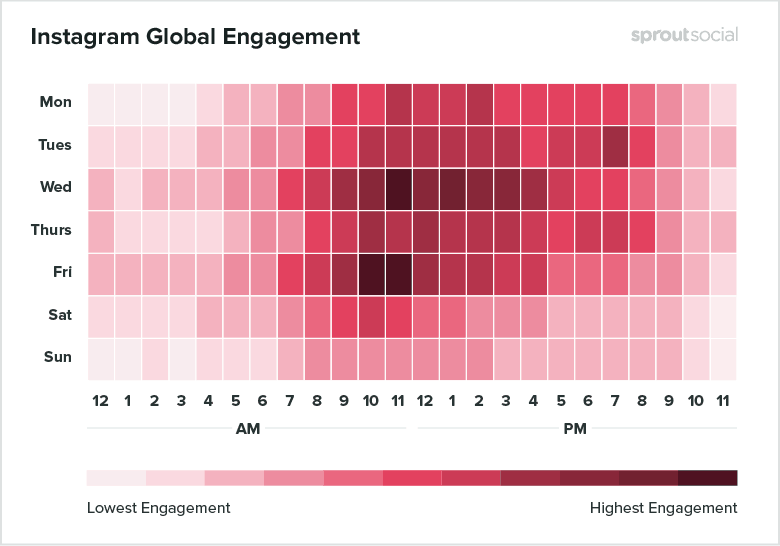 Instagram Global Engagement
sproutsocial
Mon
Tues
Wed
Thurs
Fri
Sat
Sun
12 1 2 3 4 5 6 7 8 9 10 11 12 1 2 3 4 5 6 7 8 9 10 11
AM PM
Lowest Engagement Highest Engagement